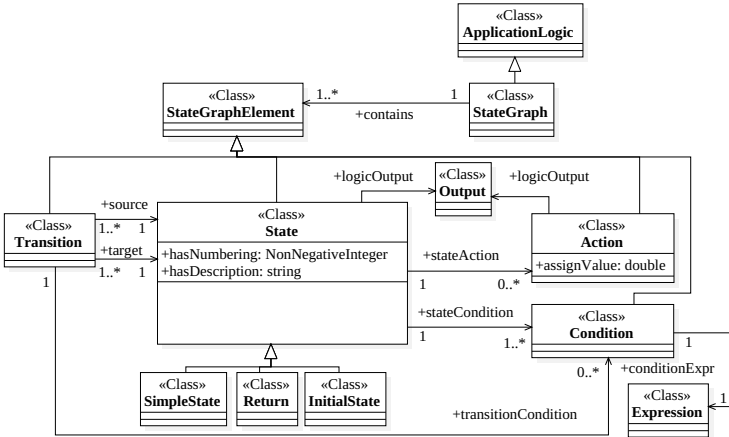 «Class»
ApplicationLogic
«Class»
StateGraphElement
1..*
+contains
1
«Class»
StateGraph
+logicOutput
«Class»
Output
+logicOutput
+source
1..*
1
«Class»
Transition
+target
1..*
1
1
«Class»
State
+hasNumbering: NonNegativeInteger
+hasDescription: string
«Class»
Action
+assignValue: double
+stateAction
1
0..*
+stateCondition
1
1..*
«Class»
Condition
1
0..*
+conditionExpr
«Class»
SimpleState
«Class»
Return
«Class»
InitialState
+transitionCondition
«Class»
Expression
1